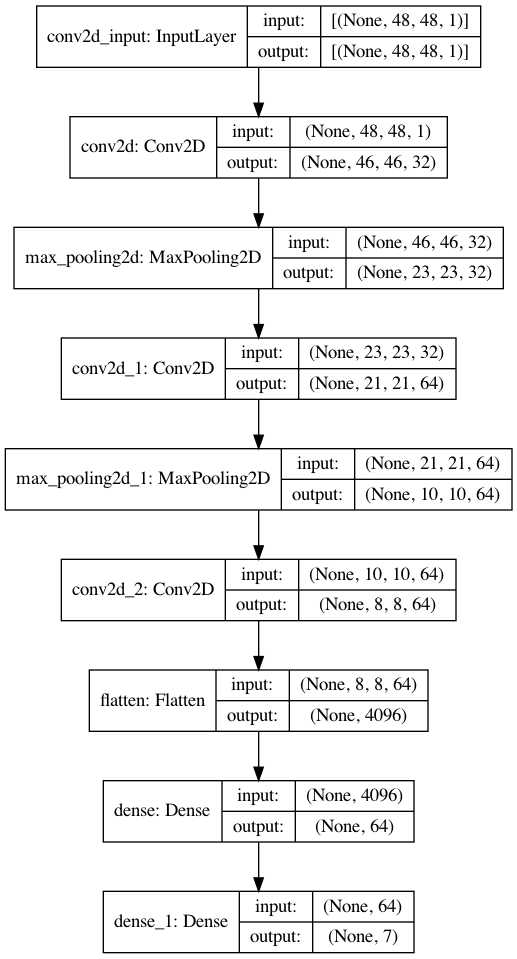 conv2d_input: InputLayer
input: [(None, 48, 48, 1)]
output: [(None, 48, 48, 1)]
conv2d: Conv2D
input: (None, 48, 48, 1)
output: (None, 46, 46, 32)
max_pooling2d: MaxPooling2D
input: (None, 46, 46, 32)
output: (None, 23, 23, 32)
conv2d_1: Conv2D
input: (None, 23, 23, 32)
output: (None, 21, 21, 64)
max_pooling2d_1: MaxPooling2D
input: (None, 21, 21, 64)
output: (None, 10, 10, 64)
conv2d_2: Conv2D
input: (None, 10, 10, 64)
output: (None, 8, 8, 64)
flatten: Flatten
input: (None, 8, 8, 64)
output: (None, 4096)
dense: Dense
input: (None, 4096)
output: (None, 64)
dense_1: Dense
input: (None, 64)
output: (None, 7)